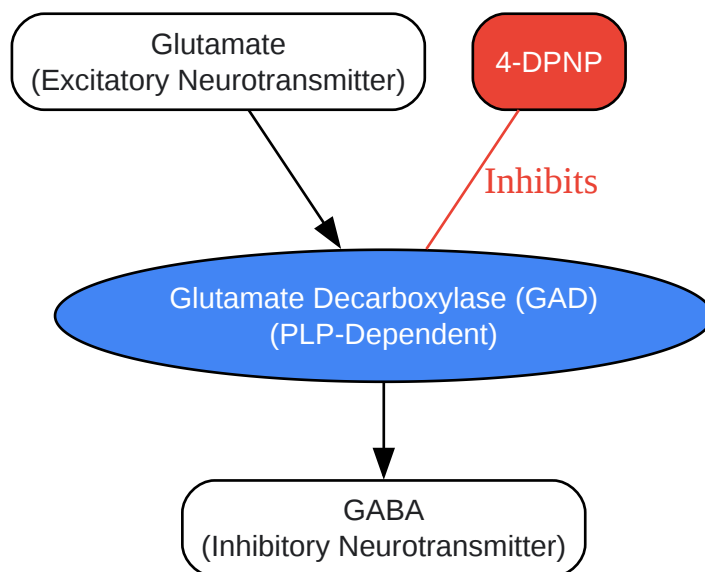 Glutamate
(Excitatory Neurotransmitter)
4-DPNP
Inhibits
Glutamate Decarboxylase (GAD)
(PLP-Dependent)
GABA
(Inhibitory Neurotransmitter)